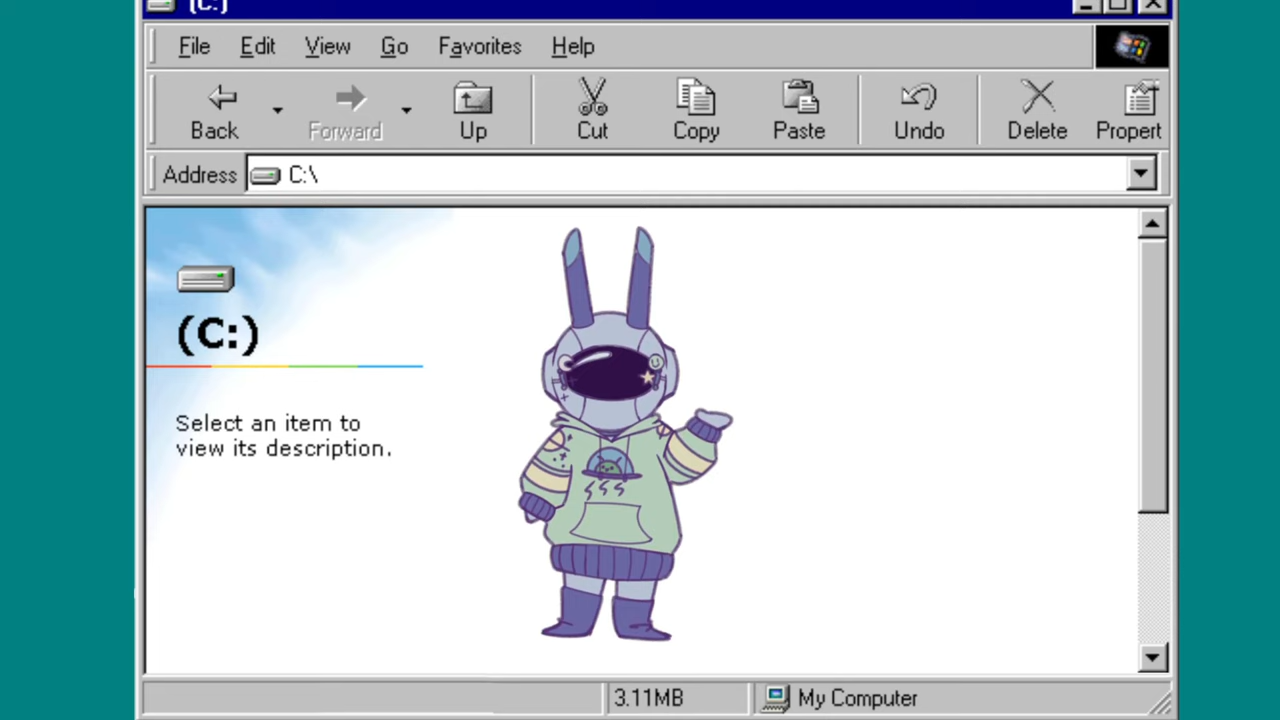 (C:)
File Edit View Go Favorites Help
Back Forward Up Cut Copy Paste Undo Delete Propert
Address C:\
(C:)
Select an item to
view its description.
3.11MB My Computer